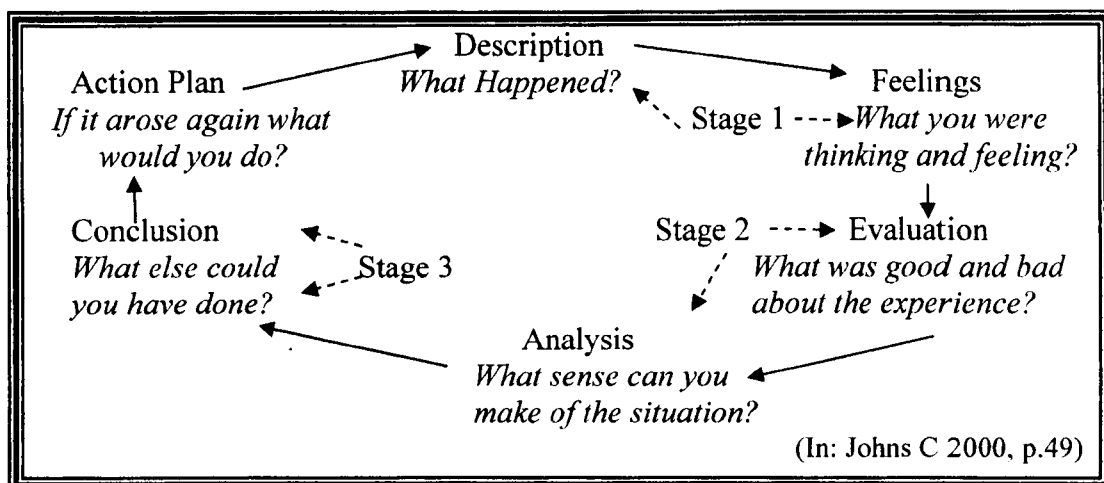 Description
What Happened?
Action Plan
If it arose again what
would you do?
Feelings
Stage 1
What you were
thinking and feeling?
Conclusion
What else could
you have done?
Stage 3
Stage 2
Evaluation
What was good and bad
about the experience?
Analysis
What sense can you
make of the situation?
(In: Johns C 2000, p.49)